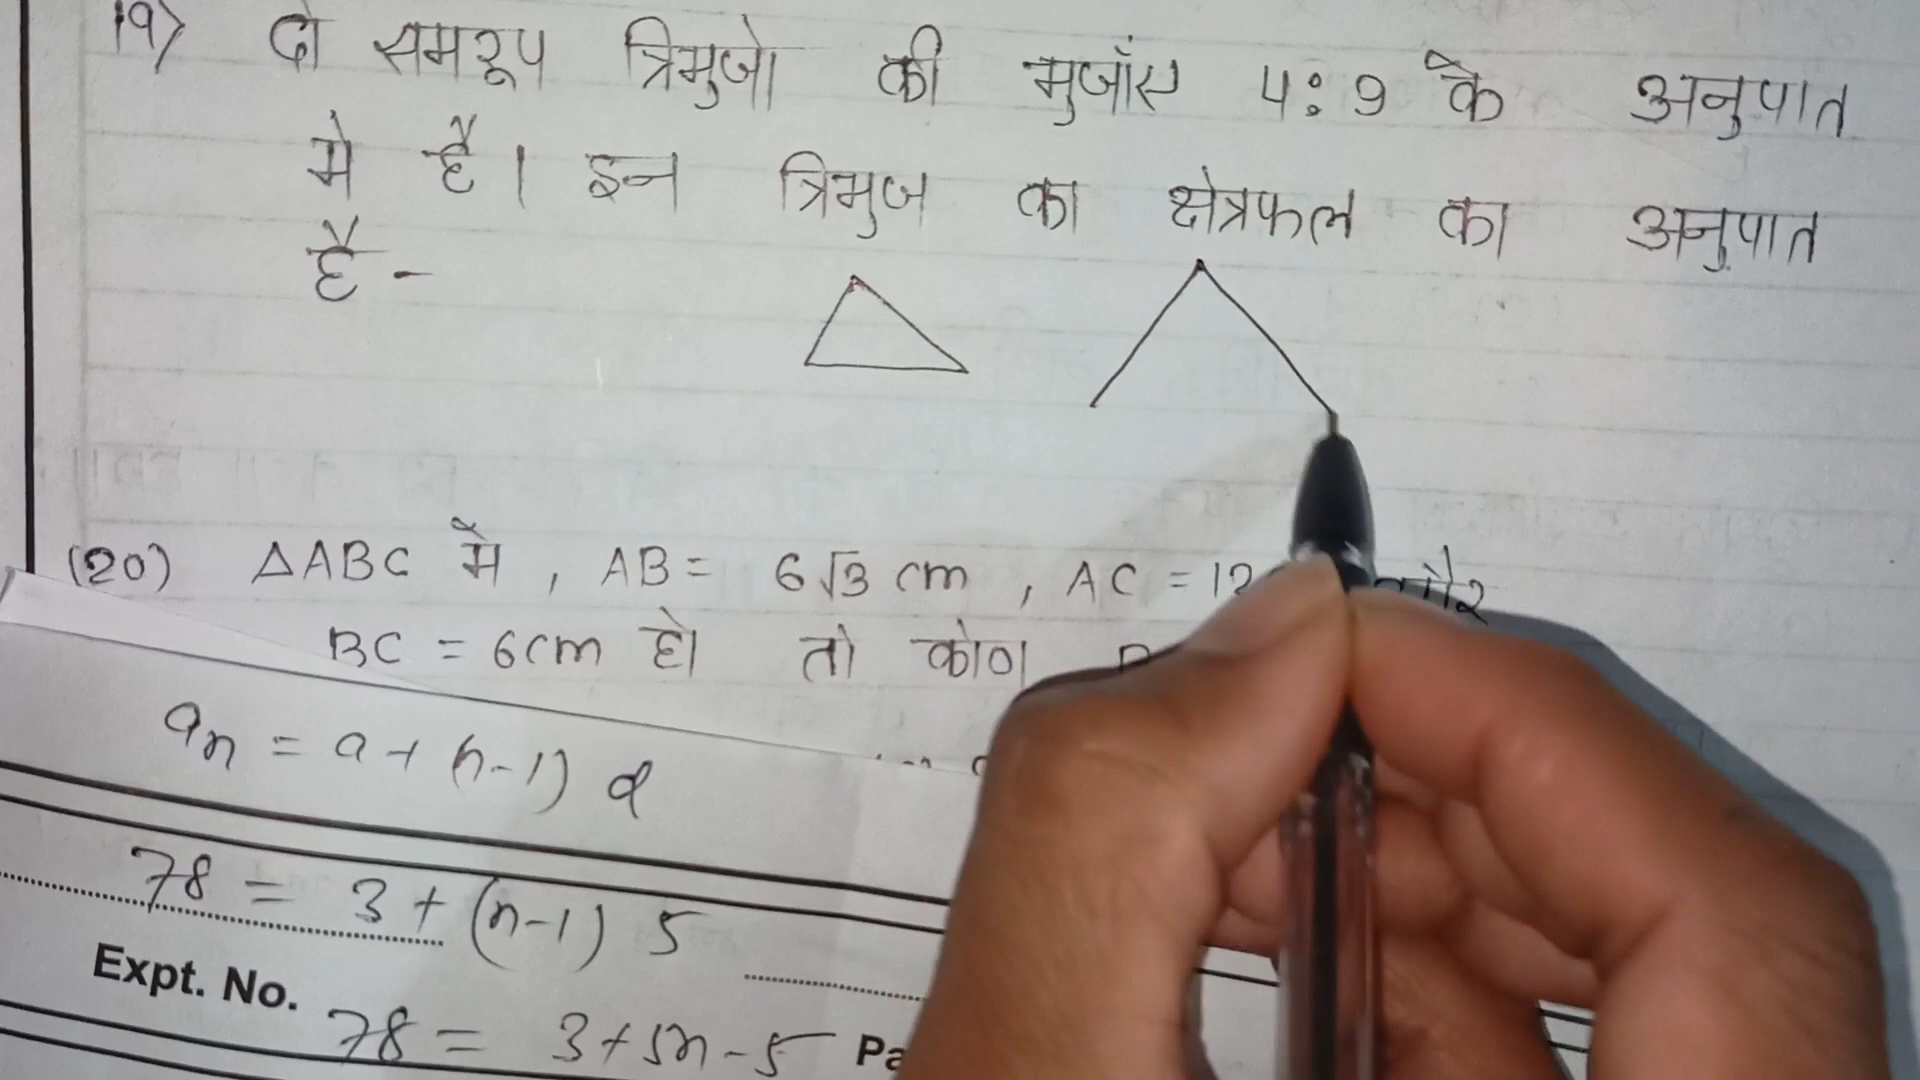 19) दो समरूप त्रिभुजो की भुजाँए 4:9 के अनुपात
मे है। इन त्रिभुज का क्षेत्रफल का अनुपात
है -
(20) ΔABC मे , AB = 6√3 cm , AC = 12
BC = 6cm हो तो कोण
an = a + (n-1) d
78 = 3 + (n-1) 5
Expt. No.
78 = 3+5n-5